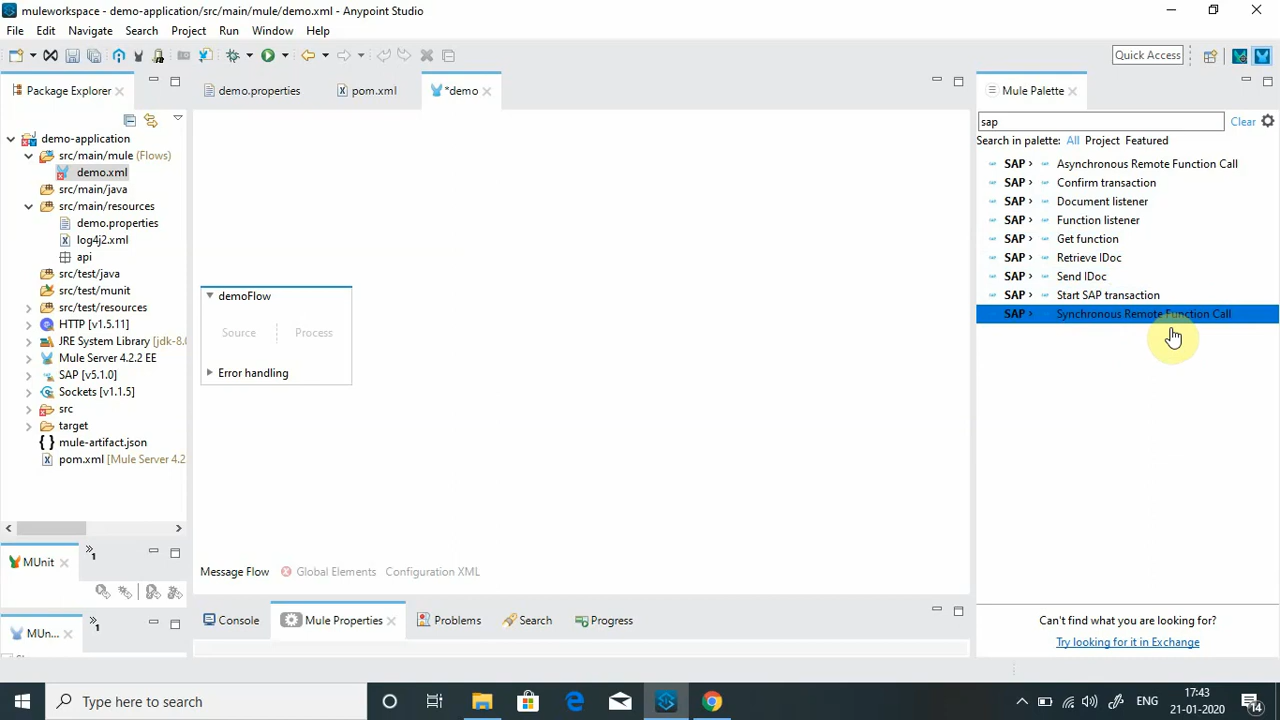 muleworkspace - demo-application/src/main/mule/demo.xml - Anypoint Studio
File Edit Navigate Search Project Run Window Help
Quick Access
Package Explorer
demo.properties
pom.xml
*demo
Mule Palette
sap
Clear
Search in palette: All Project Featured
demo-application
src/main/mule (Flows)
demo.xml
src/main/java
src/main/resources
demo.properties
log4j2.xml
api
src/test/java
src/test/munit
src/test/resources
HTTP [v1.5.11]
JRE System Library [jdk-8.0
Mule Server 4.2.2 EE
SAP [v5.1.0]
Sockets [v1.1.5]
src
target
mule-artifact.json
pom.xml [Mule Server 4.2
demoFlow
Source
Process
Error handling
SAP > Asynchronous Remote Function Call
SAP > Confirm transaction
SAP > Document listener
SAP > Function listener
SAP > Get function
SAP > Retrieve IDoc
SAP > Send IDoc
SAP > Start SAP transaction
SAP > Synchronous Remote Function Call
MUnit
»1
MUn...
»1
Message Flow Global Elements Configuration XML
Console Mule Properties Problems Search Progress
Can't find what you are looking for?
Try looking for it in Exchange
Type here to search
ENG
17:43
21-01-2020
14